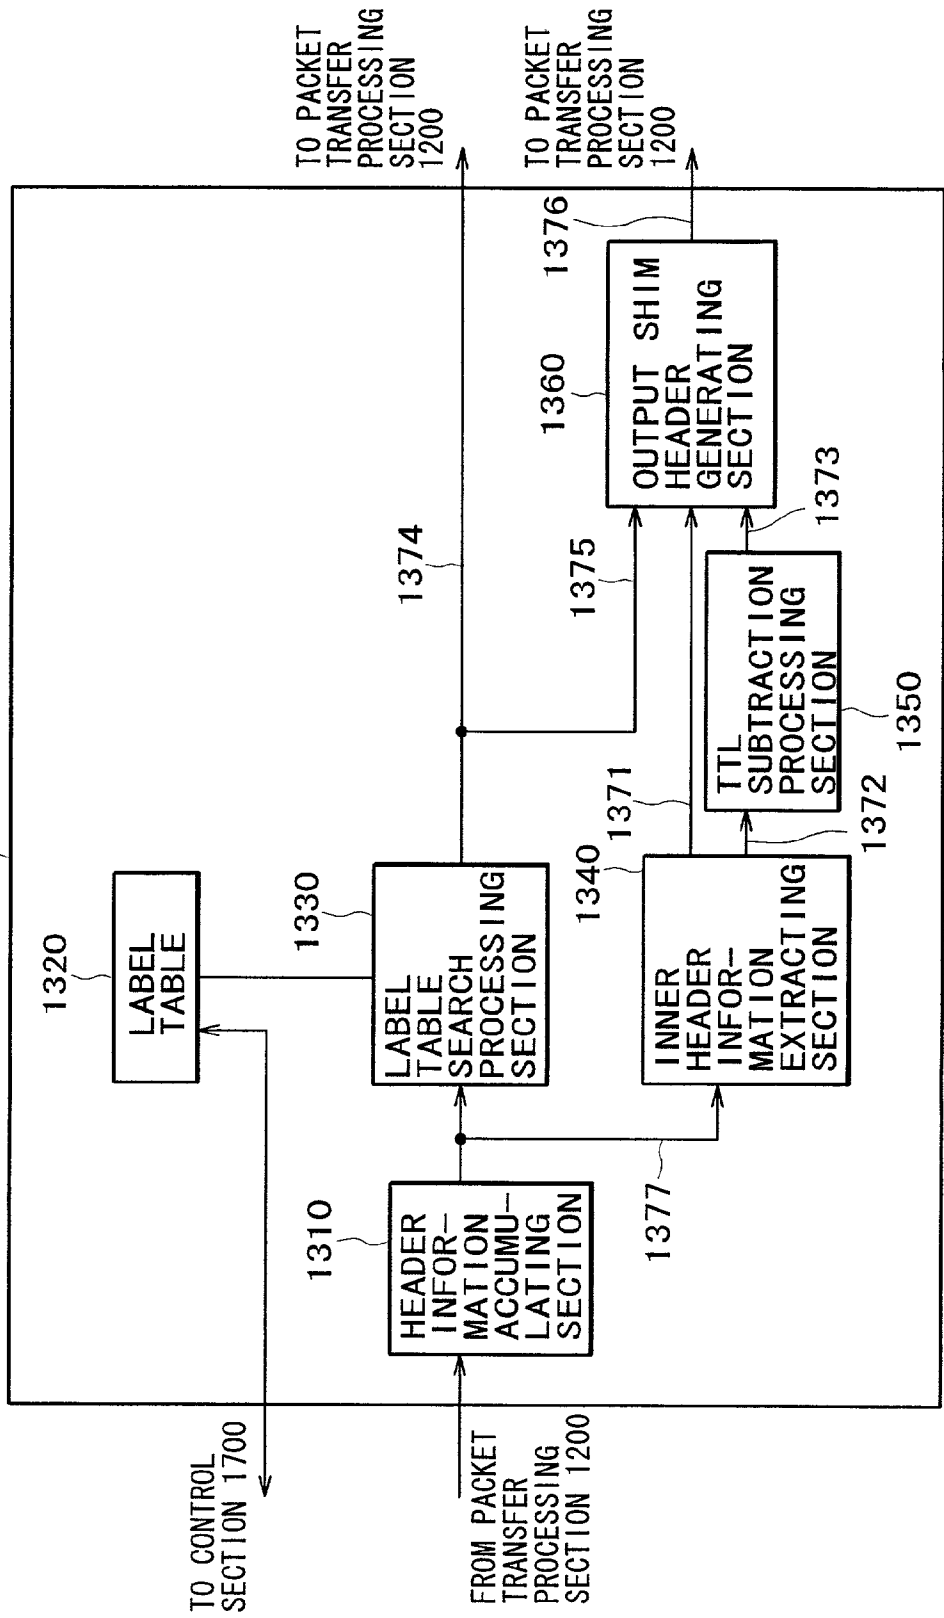 TO CONTROL
SECTION 1700
FROM PACKET
TRANSFER
PROCESSING
SECTION 1200
1310
HEADER
INFOR-
MATION
ACCUMU-
LATING
SECTION
1377
1320
LABEL
TABLE
1330
LABEL
TABLE
SEARCH
PROCESSING
SECTION
1340
INNER
HEADER
INFOR-
MATION
EXTRACTING
SECTION
1371
1372
TTL
SUBTRACTION
PROCESSING
SECTION
1350
1374
1375
1373
1360
OUTPUT SHIM
HEADER
GENERATING
SECTION
1376
TO PACKET
TRANSFER
PROCESSING
SECTION
1200
TO PACKET
TRANSFER
PROCESSING
SECTION
1200